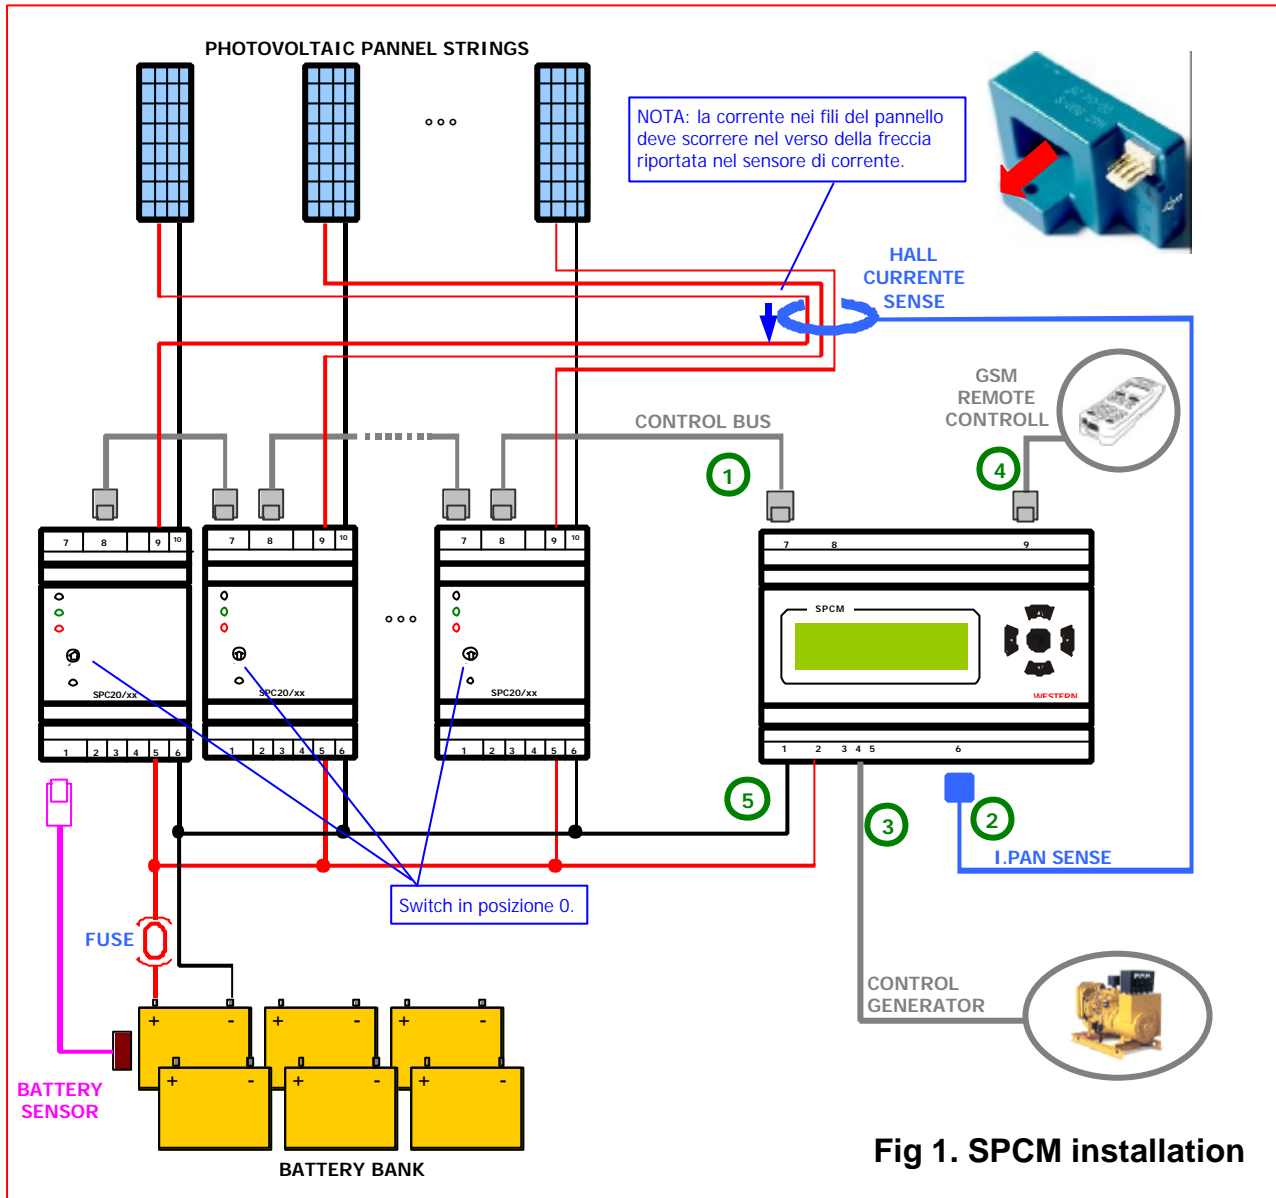 PHOTOVOLTAIC PANNEL STRINGS
NOTA: la corrente nei fili del pannello
deve scorrere nel verso della freccia
riportata nel sensore di corrente.
HALL
CURRENTE
SENSE
GSM
REMOTE
CONTROLL
CONTROL BUS
1
4
7 8 9 10
7 8 9 10
7 8 9 10
7 8 9
SPCM
SPC20/xx
SPC20/xx
SPC20/xx
WESTERN
1 2 3 4 5 6
1 2 3 4 5 6
1 2 3 4 5 6
1 2 3 4 5 6
5
3
2
I.PAN SENSE
Switch in posizione 0.
FUSE
CONTROL
GENERATOR
+ -
+ -
+ -
+ -
+ -
+ -
BATTERY
SENSOR
BATTERY BANK
Fig 1. SPCM installation